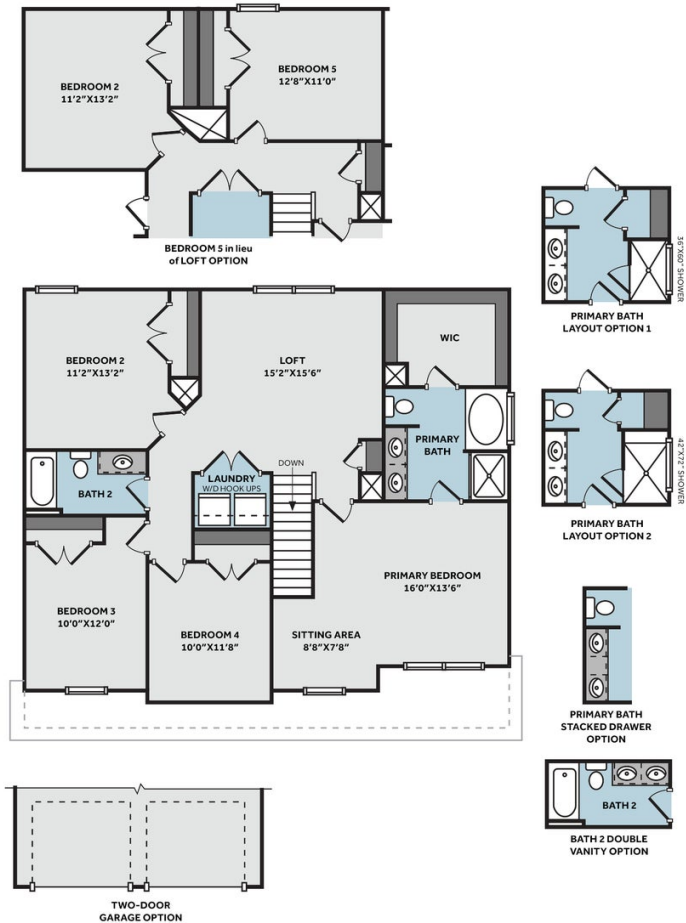 BEDROOM 2
11'2"X13'2"
BEDROOM 5
12'8"X11'0"
BEDROOM 5 in lieu
of LOFT OPTION
36"X60" SHOWER
PRIMARY BATH
LAYOUT OPTION 1
BEDROOM 2
11'2"X13'2"
LOFT
15'2"X15'6"
WIC
PRIMARY
BATH
LAUNDRY
W/D HOOK UPS
DOWN
BATH 2
42"X72" SHOWER
PRIMARY BATH
LAYOUT OPTION 2
BEDROOM 3
10'0"X12'0"
BEDROOM 4
10'0"X11'8"
SITTING AREA
8'8"X7'8"
PRIMARY BEDROOM
16'0"X13'6"
PRIMARY BATH
STACKED DRAWER
OPTION
BATH 2
BATH 2 DOUBLE
VANITY OPTION
TWO-DOOR
GARAGE OPTION